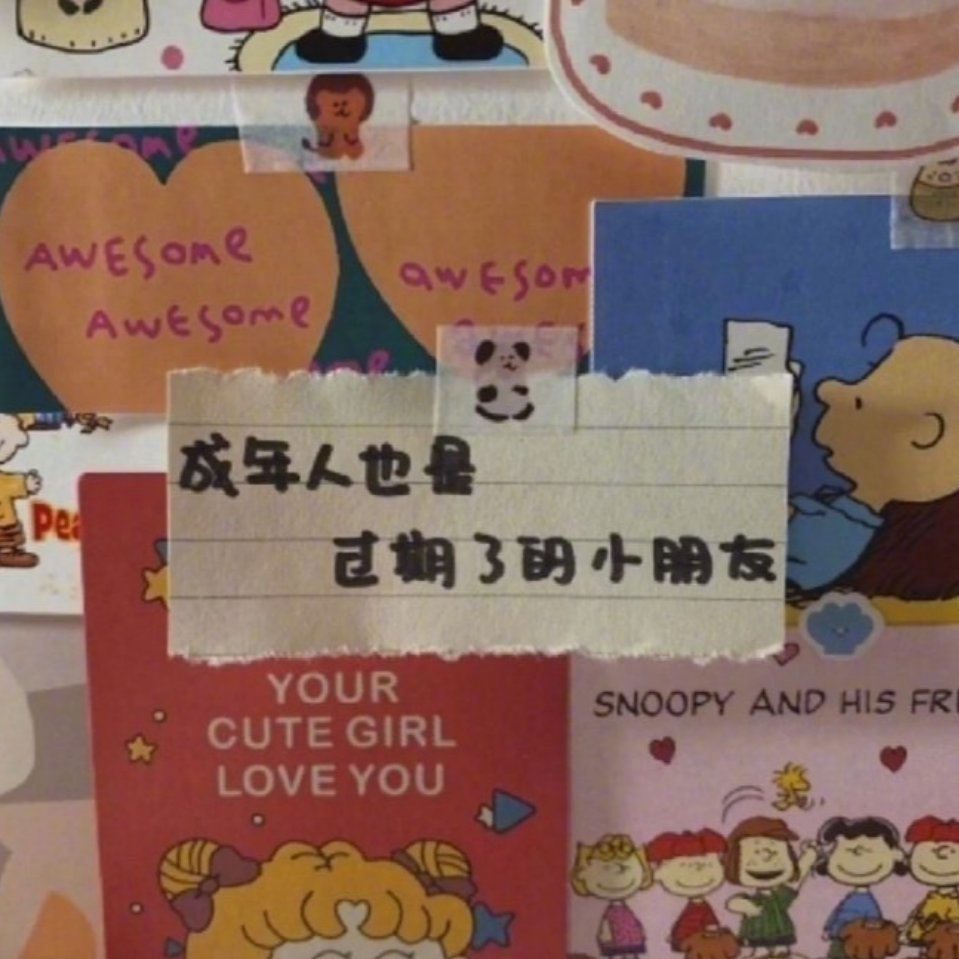 AWESOME
AWESOME
AWESOME
成年人也是
过期了的小朋友
YOUR
CUTE GIRL
LOVE YOU
SNOOPY AND HIS